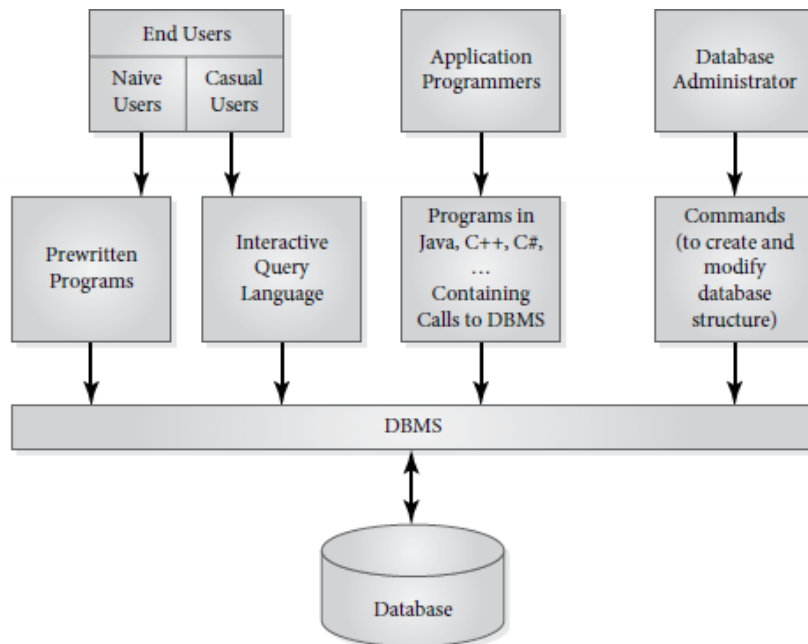 End Users
Naive
Users
Casual
Users
Application
Programmers
Database
Administrator
Prewritten
Programs
Interactive
Query
Language
Programs in
Java, C++, C#,
...
Containing
Calls to DBMS
Commands
(to create and
modify
database
structure)
DBMS
Database